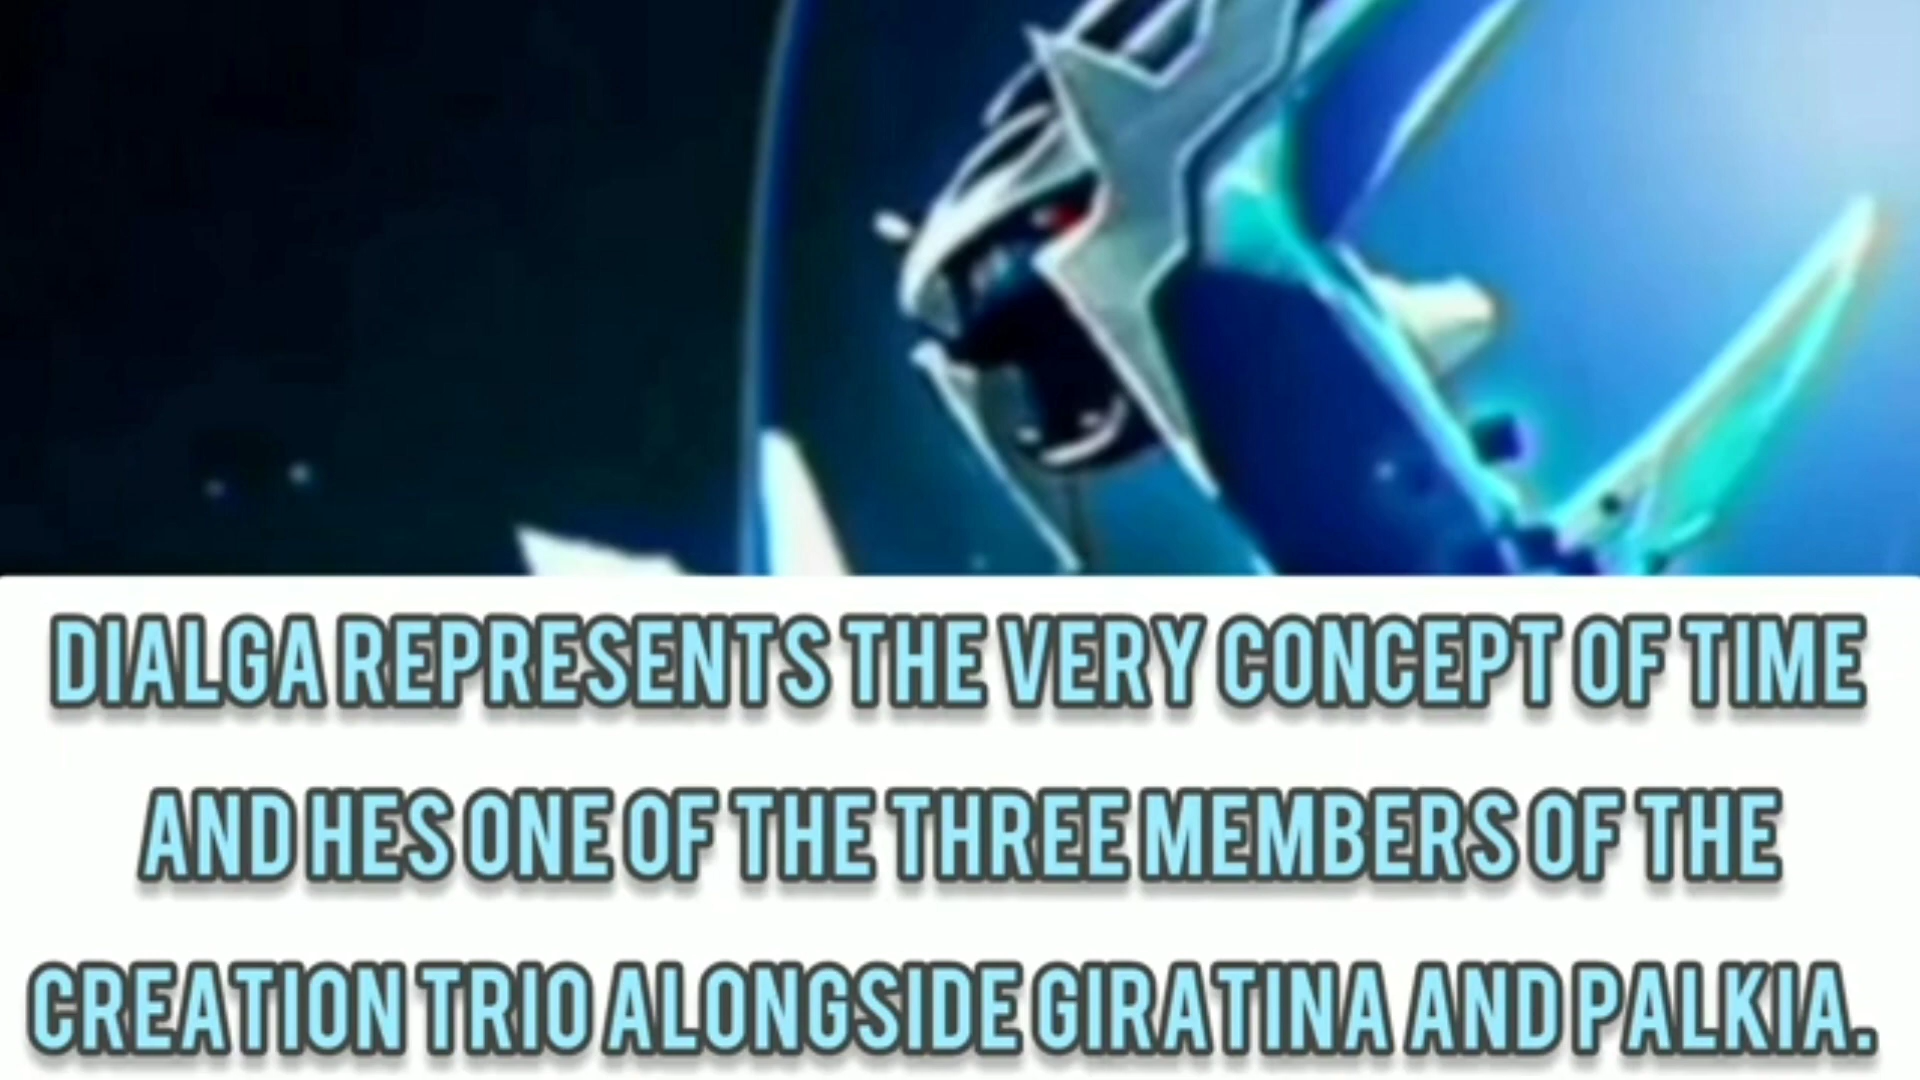 DIALGA REPRESENTS THE VERY CONCEPT OF TIME
AND HES ONE OF THE THREE MEMBERS OF THE
CREATION TRIO ALONGSIDE GIRATINA AND PALKIA.